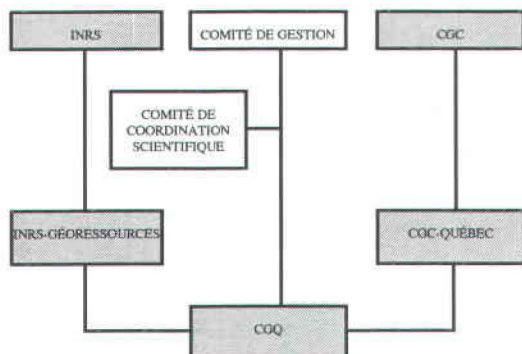 INRS
COMITÉ DE GESTION
CGC
COMITÉ DE
COORDINATION
SCIENTIFIQUE
INRS-GÉORESSOURCES
CGC-QUÉBEC
CGQ